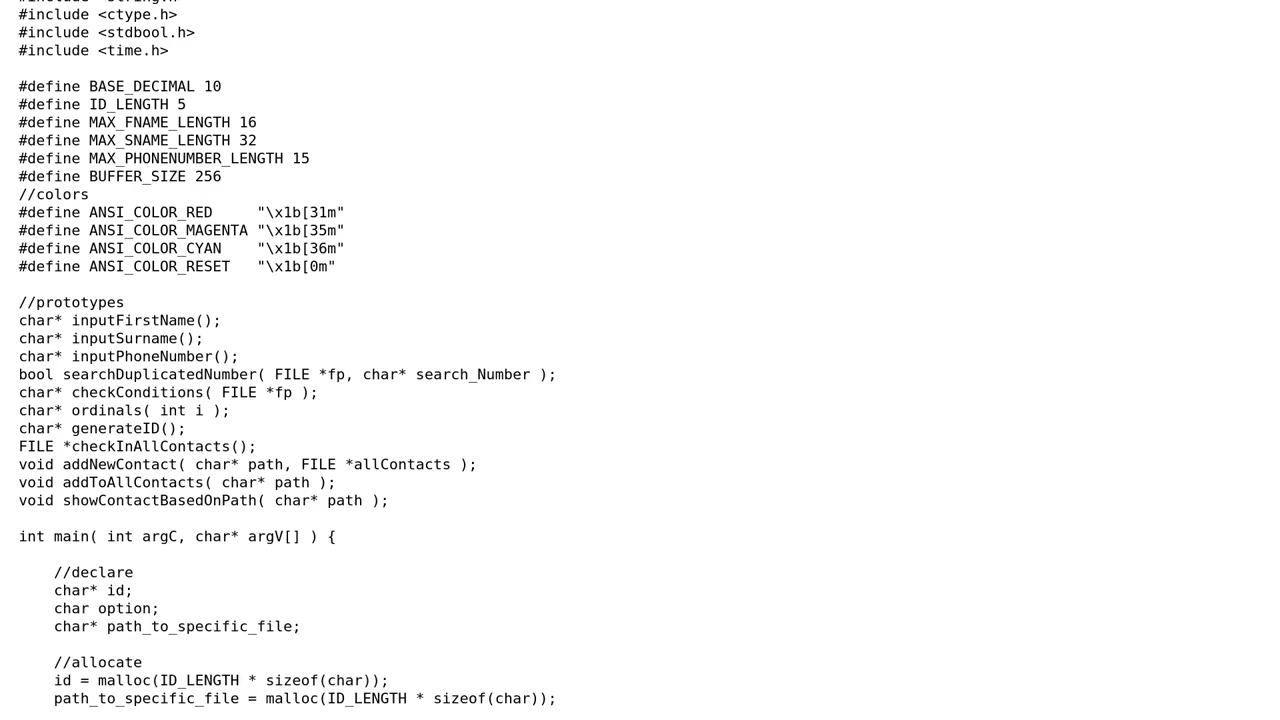 #include <string.h>
#include <ctype.h>
#include <stdbool.h>
#include <time.h>

#define BASE_DECIMAL 10
#define ID_LENGTH 5
#define MAX_FNAME_LENGTH 16
#define MAX_SNAME_LENGTH 32
#define MAX_PHONENUMBER_LENGTH 15
#define BUFFER_SIZE 256
//colors
#define ANSI_COLOR_RED     "\x1b[31m"
#define ANSI_COLOR_MAGENTA "\x1b[35m"
#define ANSI_COLOR_CYAN    "\x1b[36m"
#define ANSI_COLOR_RESET   "\x1b[0m"

//prototypes
char* inputFirstName();
char* inputSurname();
char* inputPhoneNumber();
bool searchDuplicatedNumber( FILE *fp, char* search_Number );
char* checkConditions( FILE *fp );
char* ordinals( int i );
char* generateID();
FILE *checkInAllContacts();
void addNewContact( char* path, FILE *allContacts );
void addToAllContacts( char* path );
void showContactBasedOnPath( char* path );

int main( int argC, char* argV[] ) {

    //declare
    char* id;
    char option;
    char* path_to_specific_file;

    //allocate
    id = malloc(ID_LENGTH * sizeof(char));
    path_to_specific_file = malloc(ID_LENGTH * sizeof(char));